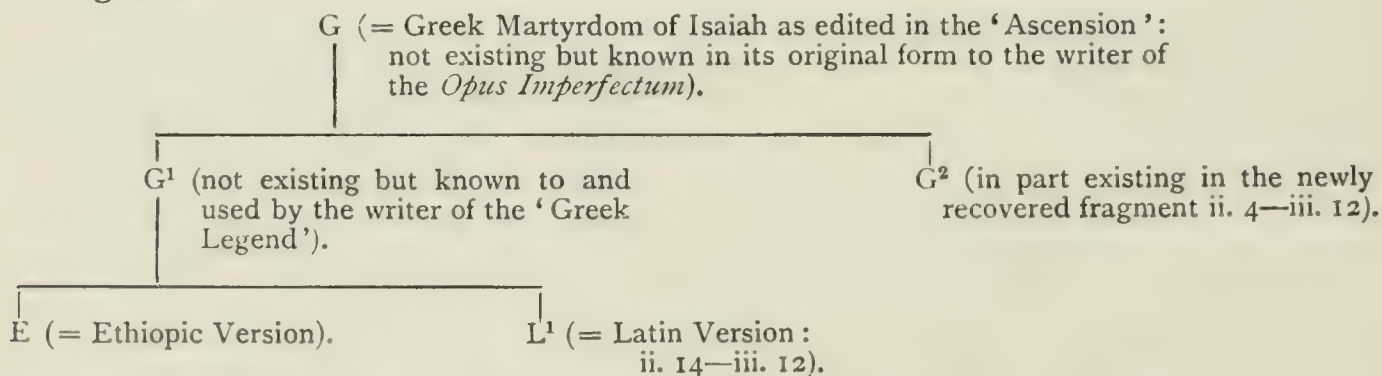 G (= Greek Martyrdom of Isaiah as edited in the ‘Ascension’:
not existing but known in its original form to the writer of
the Opus Imperfectum).
G¹ (not existing but known to and
used by the writer of the ‘Greek
Legend’).
G² (in part existing in the newly
recovered fragment ii. 4—iii. 12).
E (= Ethiopic Version).
L¹ (= Latin Version:
ii. 14—iii. 12).